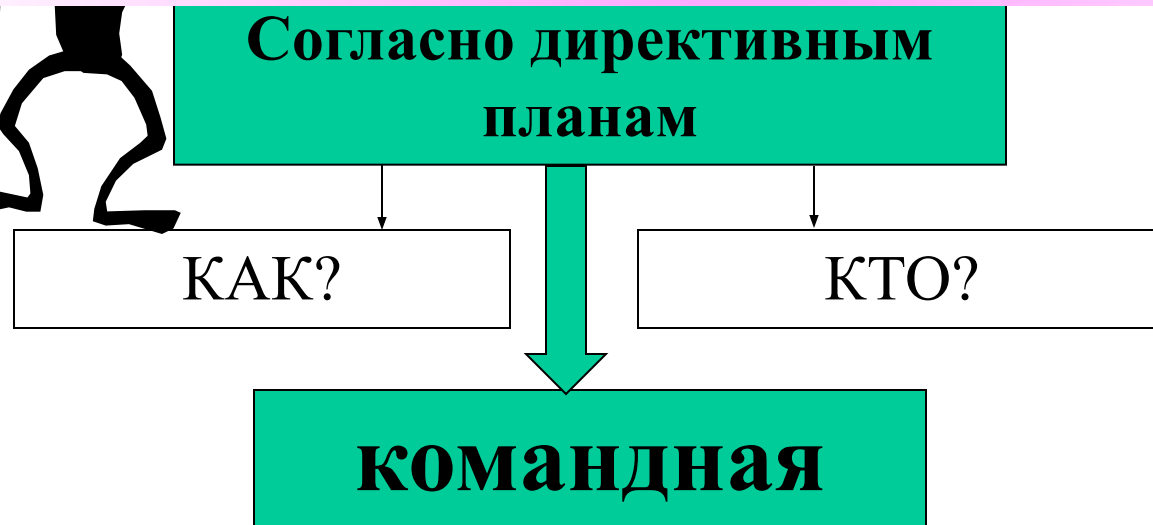 Согласно директивным
планам
КАК?
КТО?
командная